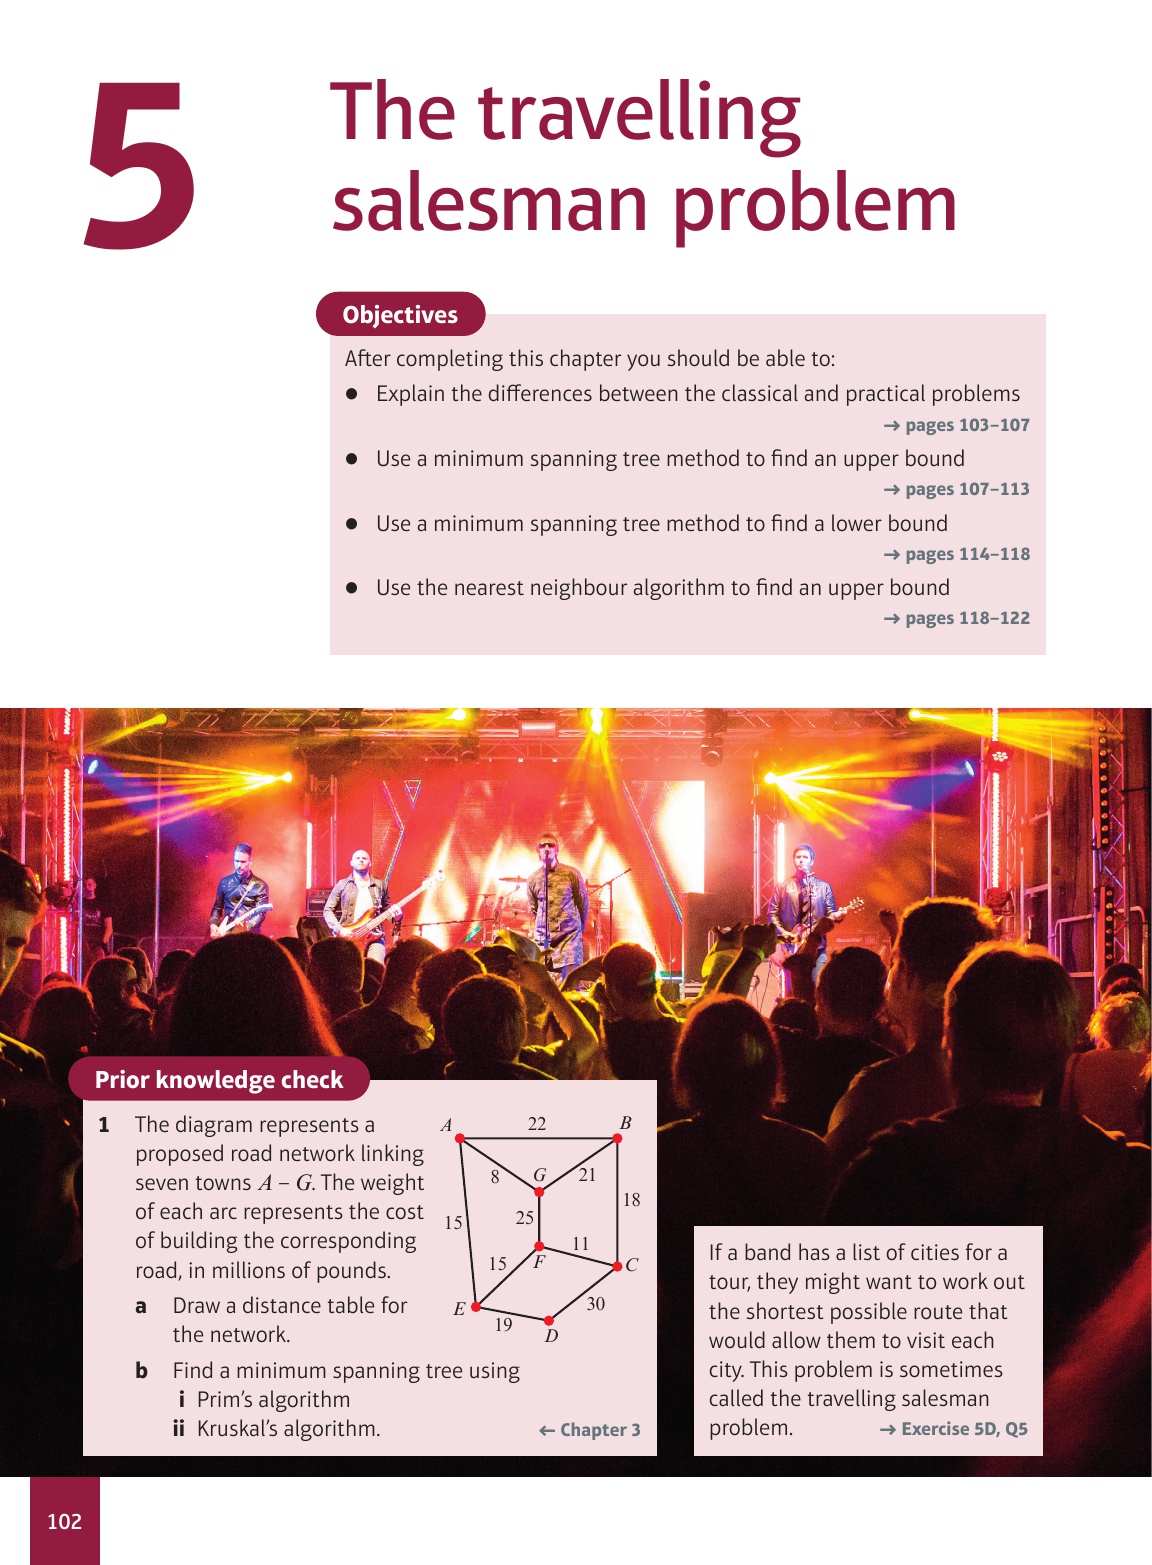 5
The travelling
salesman problem
Objectives
After completing this chapter you should be able to:
● Explain the differences between the classical and practical problems
→ pages 103–107
● Use a minimum spanning tree method to find an upper bound
→ pages 107–113
● Use a minimum spanning tree method to find a lower bound
→ pages 114–118
● Use the nearest neighbour algorithm to find an upper bound
→ pages 118–122
Prior knowledge check
1 The diagram represents a
proposed road network linking
seven towns A – G. The weight
of each arc represents the cost
of building the corresponding
road, in millions of pounds.
a Draw a distance table for
the network.
b Find a minimum spanning tree using
i Prim's algorithm
ii Kruskal's algorithm.
← Chapter 3
A
22
B
8
G
21
18
15
25
11
15
F
C
E
30
19
D
If a band has a list of cities for a
tour, they might want to work out
the shortest possible route that
would allow them to visit each
city. This problem is sometimes
called the travelling salesman
problem.
→ Exercise 5D, Q5
102